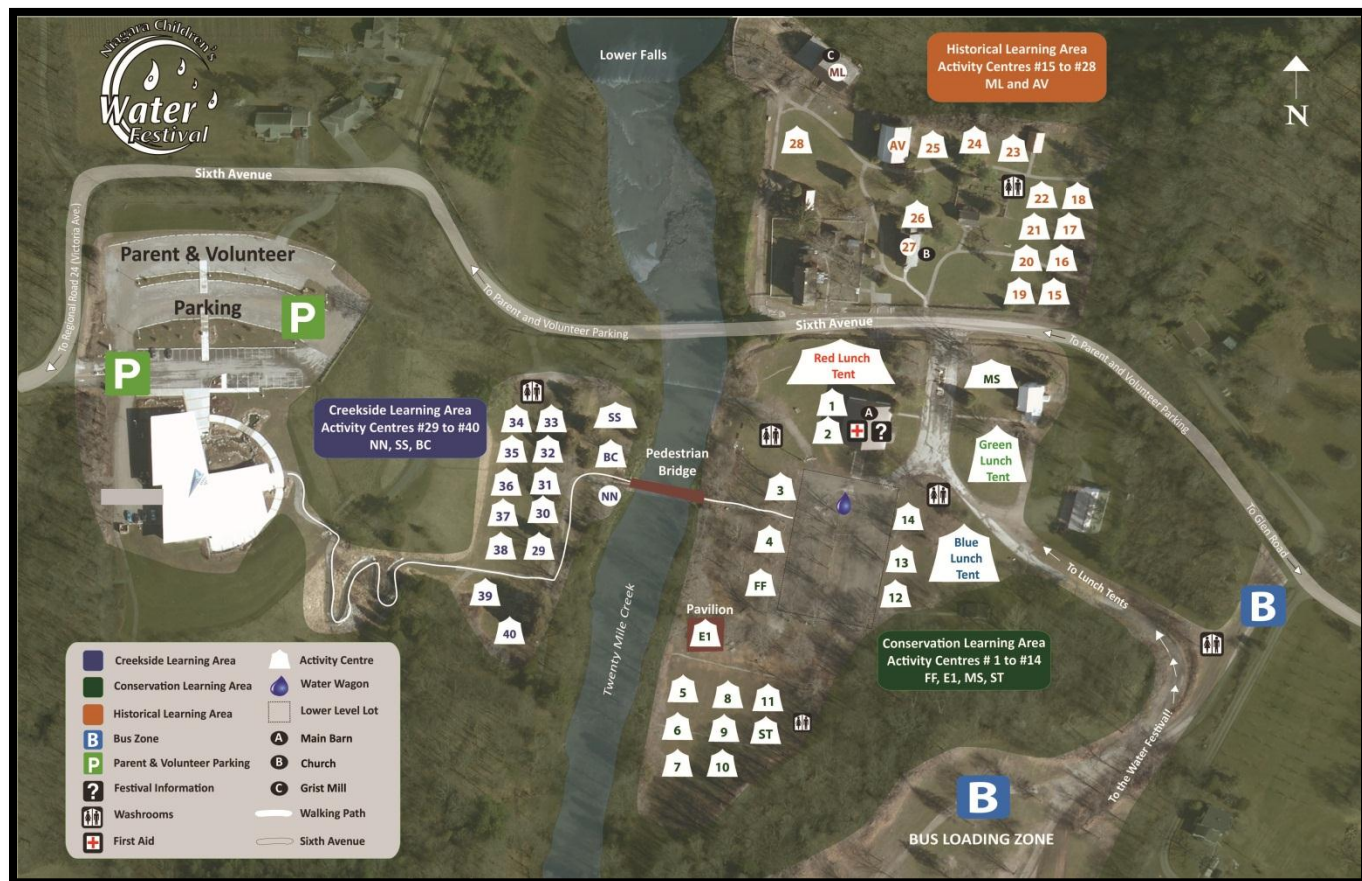 Niagara Children's
Water
Festival
Lower Falls
C
ML
Historical Learning Area
Activity Centres #15 to #28
ML and AV
N
28
AV
25
24
23
22
18
21
17
20
16
19
15
26
27
B
Sixth Avenue
To Regional Road 24 (Victoria Ave.)
Parent & Volunteer
Parking
P
P
To Parent and Volunteer Parking
Sixth Avenue
To Parent and Volunteer Parking
To Glen Road
Red Lunch
Tent
MS
1
A
2
?
Green
Lunch
Tent
Creekside Learning Area
Activity Centres #29 to #40
NN, SS, BC
34
33
SS
35
32
BC
36
31
NN
37
30
38
29
39
40
Pedestrian
Bridge
3
4
FF
14
13
12
Blue
Lunch
Tent
To Lunch Tents
B
Twenty Mile Creek
Pavilion
E1
Conservation Learning Area
Activity Centres # 1 to #14
FF, E1, MS, ST
5
8
11
6
9
ST
7
10
To the Water Festival!!
B
BUS LOADING ZONE
Creekside Learning Area
Conservation Learning Area
Historical Learning Area
B Bus Zone
P Parent & Volunteer Parking
? Festival Information
Washrooms
First Aid
Activity Centre
Water Wagon
Lower Level Lot
A Main Barn
B Church
C Grist Mill
Walking Path
Sixth Avenue